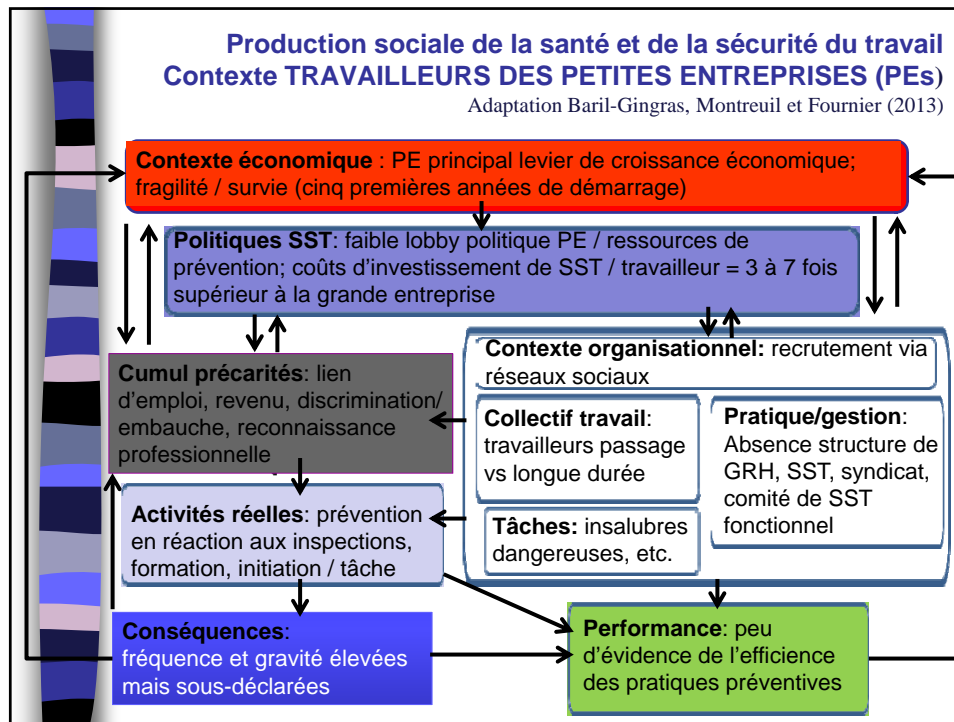 Production sociale de la santé et de la sécurité du travail
Contexte TRAVAILLEURS DES PETITES ENTREPRISES (PEs)
Adaptation Baril-Gingras, Montreuil et Fournier (2013)
Contexte économique : PE principal levier de croissance économique;
fragilité / survie (cinq premières années de démarrage)
Politiques SST: faible lobby politique PE / ressources de
prévention; coûts d'investissement de SST / travailleur = 3 à 7 fois
supérieur à la grande entreprise
Cumul précarités: lien
d'emploi, revenu, discrimination/
embauche, reconnaissance
professionnelle
Contexte organisationnel: recrutement via
réseaux sociaux
Collectif travail:
travailleurs passage
vs longue durée
Pratique/gestion:
Absence structure de
GRH, SST, syndicat,
comité de SST
fonctionnel
Tâches: insalubres
dangereuses, etc.
Activités réelles: prévention
en réaction aux inspections,
formation, initiation / tâche
Conséquences:
fréquence et gravité élevées
mais sous-déclarées
Performance: peu
d'évidence de l'efficience
des pratiques préventives